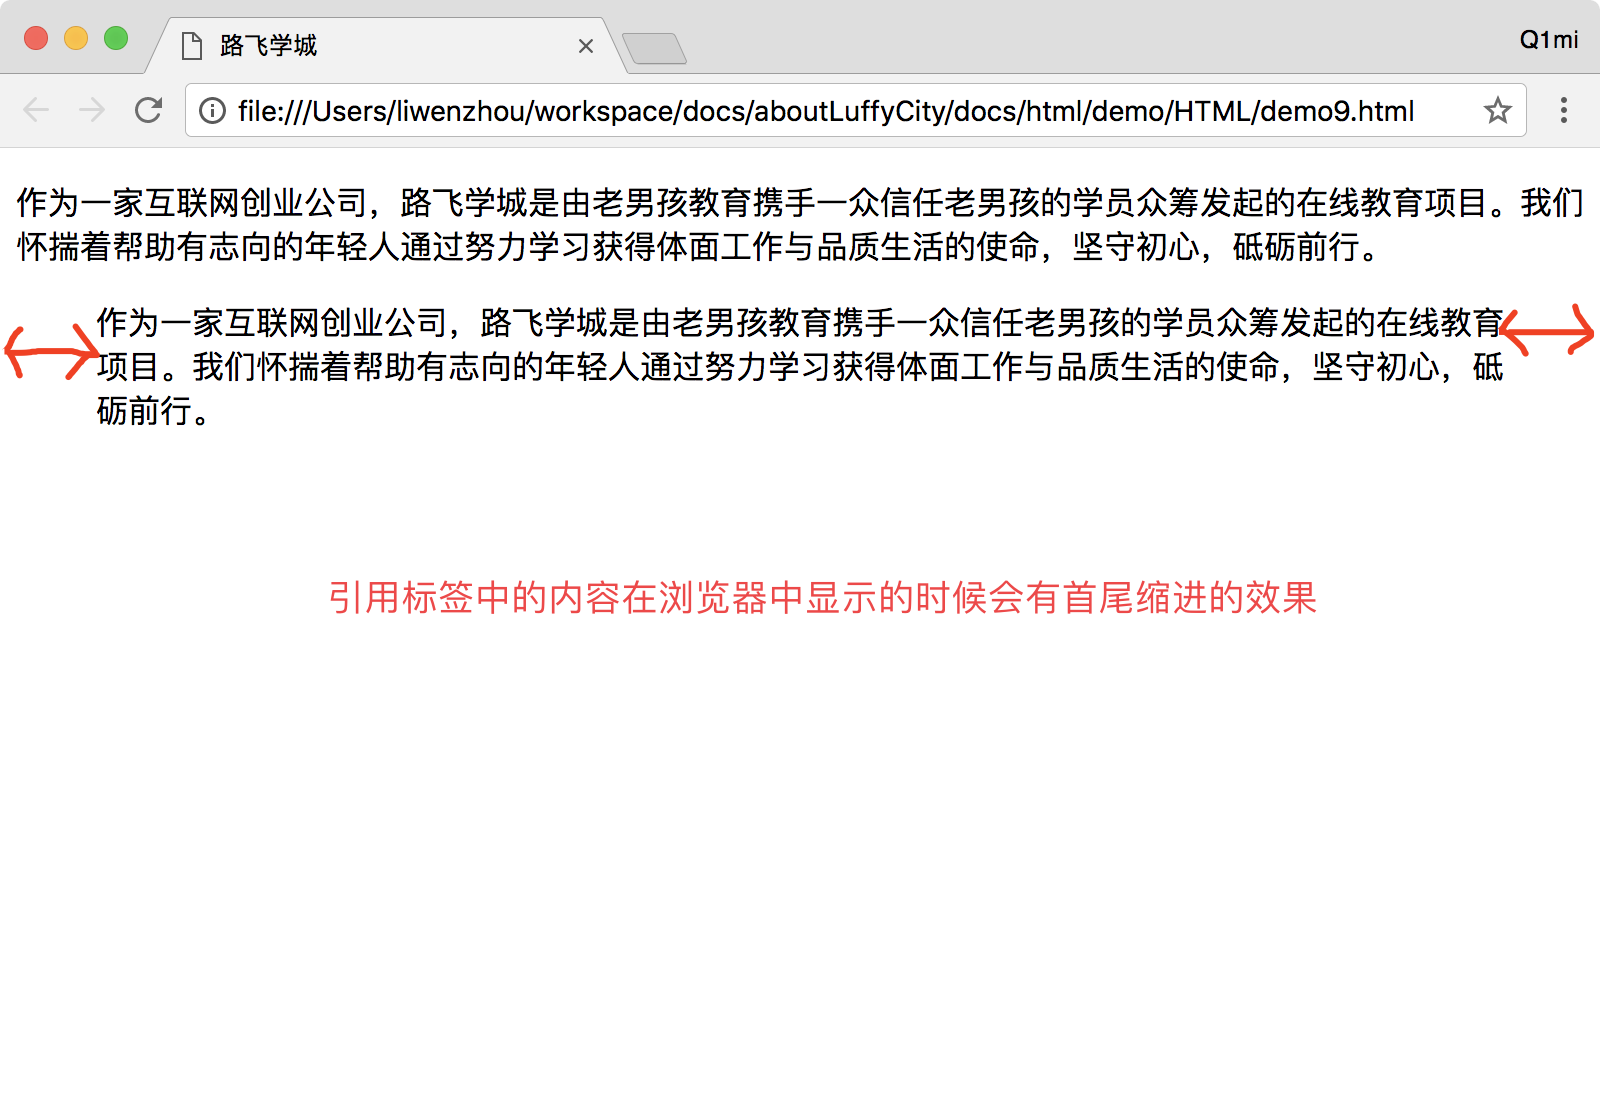 路飞学城
Q1mi
file:///Users/liwenzhou/workspace/docs/aboutLuffyCity/docs/html/demo/HTML/demo9.html
作为一家互联网创业公司，路飞学城是由老男孩教育携手一众信任老男孩的学员众筹发起的在线教育项目。我们
怀揣着帮助有志向的年轻人通过努力学习获得体面工作与品质生活的使命，坚守初心，砥砺前行。
作为一家互联网创业公司，路飞学城是由老男孩教育携手一众信任老男孩的学员众筹发起的在线教育
项目。我们怀揣着帮助有志向的年轻人通过努力学习获得体面工作与品质生活的使命，坚守初心，砥
砺前行。
引用标签中的内容在浏览器中显示的时候会有首尾缩进的效果